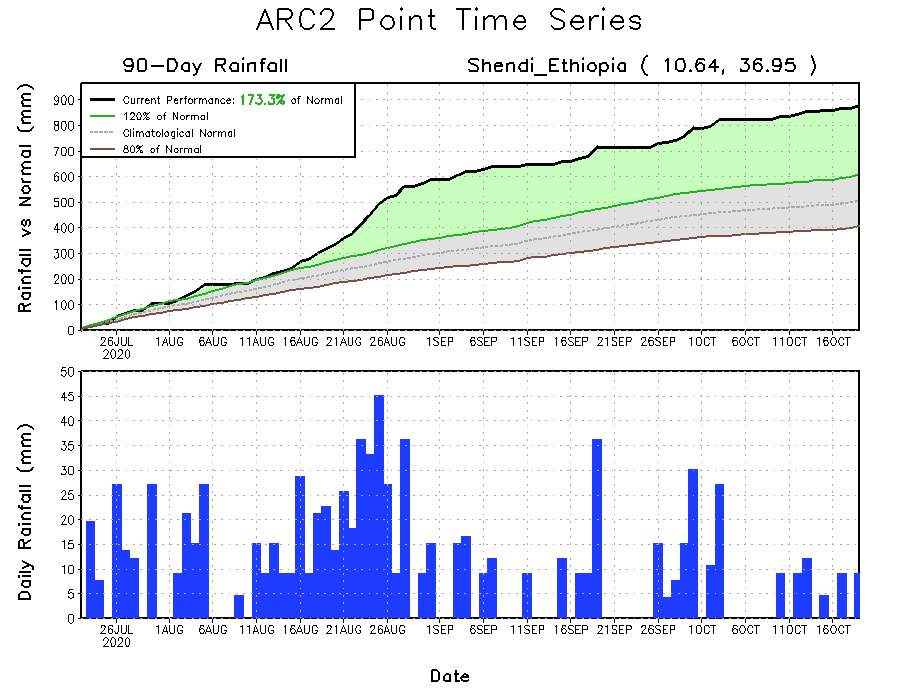 ARC2 Point Time Series
90-Day Rainfall
Shendi_Ethiopia ( 10.64, 36.95 )
Rainfall vs Normal (mm)
Current Performance: 173.3% of Normal
120% of Normal
Climatological Normal
80% of Normal
900
800
700
600
500
400
300
200
100
0
26JUL 1AUG 6AUG 11AUG 16AUG 21AUG 26AUG 1SEP 6SEP 11SEP 16SEP 21SEP 26SEP 1OCT 6OCT 11OCT 16OCT
2020
Daily Rainfall (mm)
50
45
40
35
30
25
20
15
10
5
0
26JUL 1AUG 6AUG 11AUG 16AUG 21AUG 26AUG 1SEP 6SEP 11SEP 16SEP 21SEP 26SEP 1OCT 6OCT 11OCT 16OCT
2020
Date